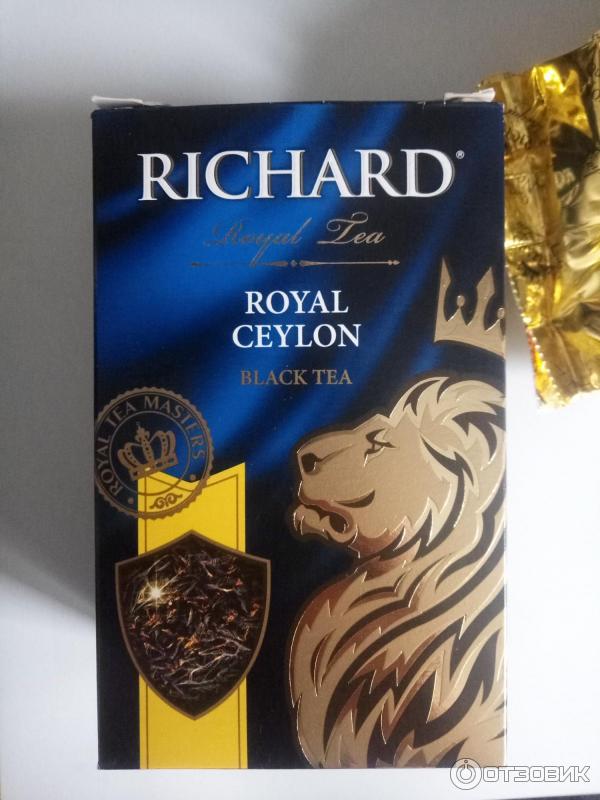 RICHARD®
Royal Tea
ROYAL
CEYLON
BLACK TEA
ROYAL TEA MASTERS
ОТЗОВИК